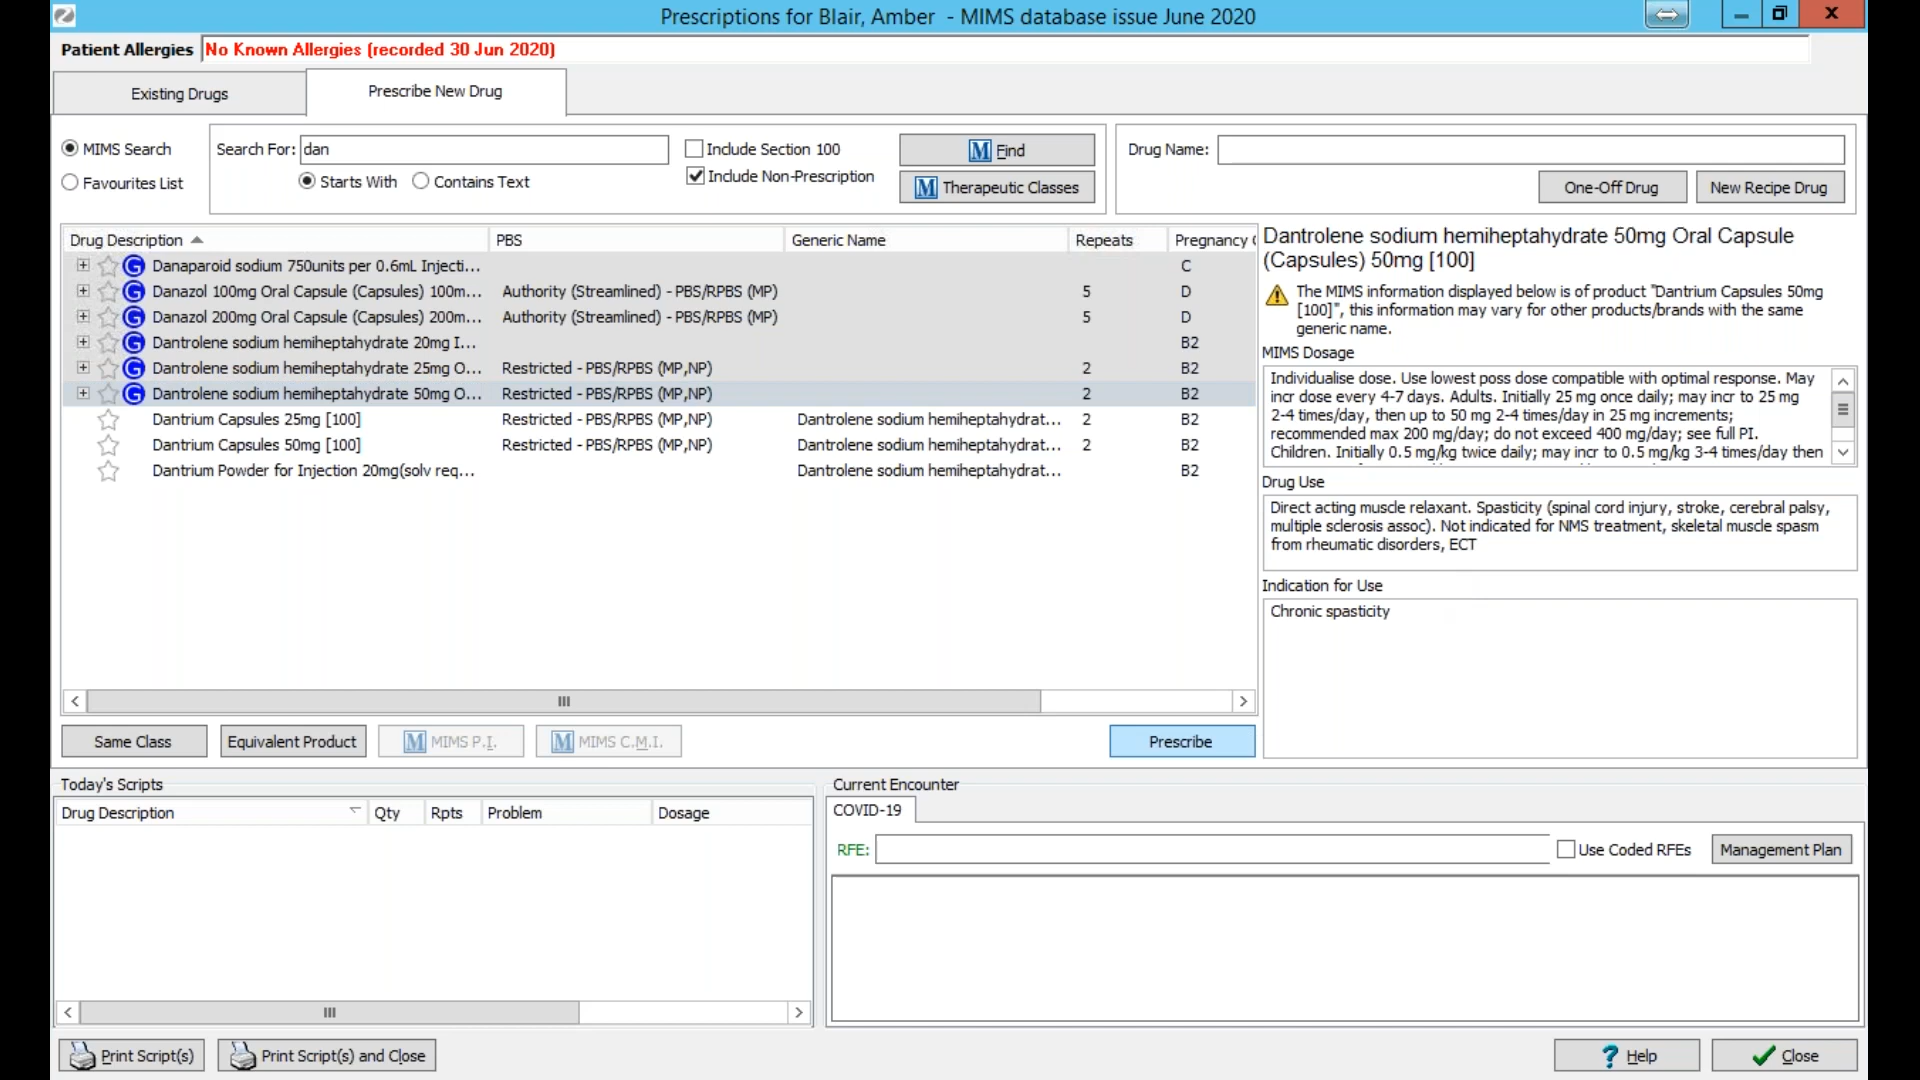 Prescriptions for Blair, Amber - MIMS database issue June 2020
Patient Allergies No Known Allergies (recorded 30 Jun 2020)
Existing Drugs Prescribe New Drug
MIMS Search
Favourites List
Search For: dan
Starts With Contains Text
Include Section 100
Include Non-Prescription
M Find
M Therapeutic Classes
Drug Name:
One-Off Drug New Recipe Drug
Drug Description PBS Generic Name Repeats Pregnancy
G Danaparoid sodium 750units per 0.6mL Injecti... C
G Danazol 100mg Oral Capsule (Capsules) 100m... Authority (Streamlined) - PBS/RPBS (MP) 5 D
G Danazol 200mg Oral Capsule (Capsules) 200m... Authority (Streamlined) - PBS/RPBS (MP) 5 D
G Dantrolene sodium hemiheptahydrate 20mg I... B2
G Dantrolene sodium hemiheptahydrate 25mg O... Restricted - PBS/RPBS (MP,NP) 2 B2
G Dantrolene sodium hemiheptahydrate 50mg O... Restricted - PBS/RPBS (MP,NP) 2 B2
Dantrium Capsules 25mg [100] Restricted - PBS/RPBS (MP,NP) Dantrolene sodium hemiheptahydrat... 2 B2
Dantrium Capsules 50mg [100] Restricted - PBS/RPBS (MP,NP) Dantrolene sodium hemiheptahydrat... 2 B2
Dantrium Powder for Injection 20mg(solv req... Dantrolene sodium hemiheptahydrat... B2
Dantrolene sodium hemiheptahydrate 50mg Oral Capsule
(Capsules) 50mg [100]
The MIMS information displayed below is of product "Dantrium Capsules 50mg
[100]", this information may vary for other products/brands with the same
generic name.
MIMS Dosage
Individualise dose. Use lowest poss dose compatible with optimal response. May
incr dose every 4-7 days. Adults. Initially 25 mg once daily; may incr to 25 mg
2-4 times/day, then up to 50 mg 2-4 times/day in 25 mg increments;
recommended max 200 mg/day; do not exceed 400 mg/day; see full PI.
Children. Initially 0.5 mg/kg twice daily; may incr to 0.5 mg/kg 3-4 times/day then
Drug Use
Direct acting muscle relaxant. Spasticity (spinal cord injury, stroke, cerebral palsy,
multiple sclerosis assoc). Not indicated for NMS treatment, skeletal muscle spasm
from rheumatic disorders, ECT
Indication for Use
Chronic spasticity
Same Class Equivalent Product M MIMS P.I. M MIMS C.M.I. Prescribe
Today's Scripts
Drug Description Qty Rpts Problem Dosage
Current Encounter
COVID-19
RFE: Use Coded RFEs Management Plan
Print Script(s) Print Script(s) and Close Help Close